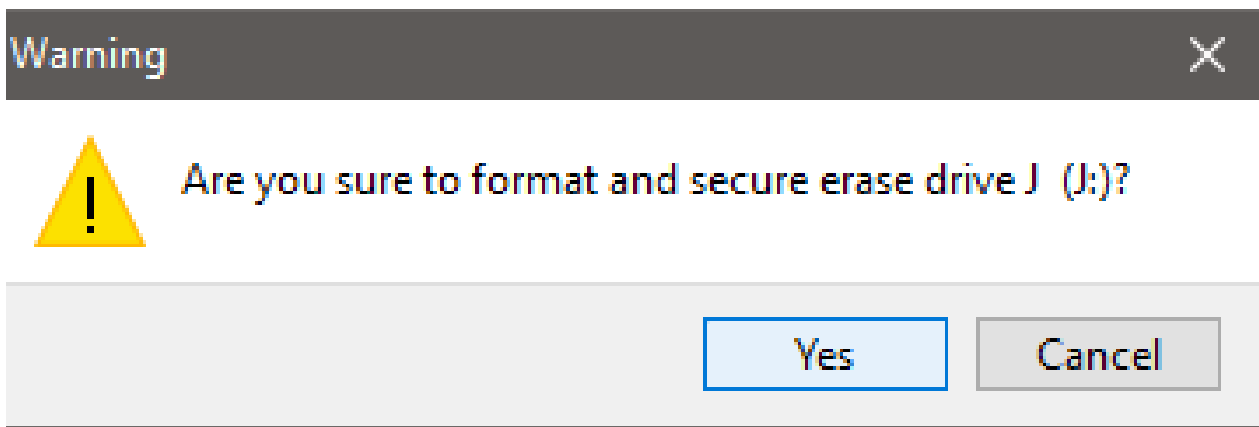 Warning
Are you sure to format and secure erase drive J  (J:)?
Yes
Cancel